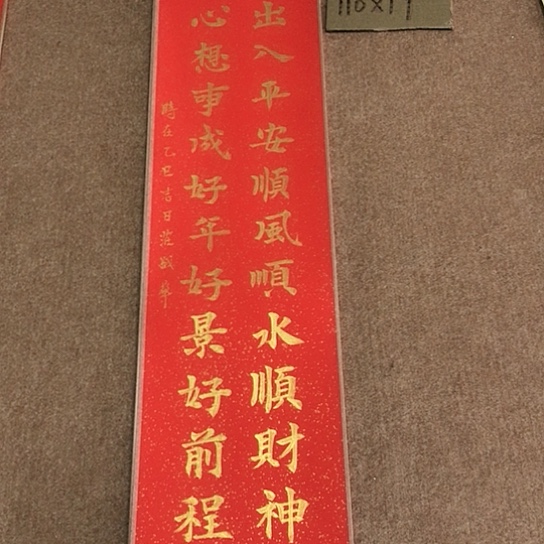 出入平安順風順水順財神
心想事成好年好景好前程
時在乙巳吉日
110X17